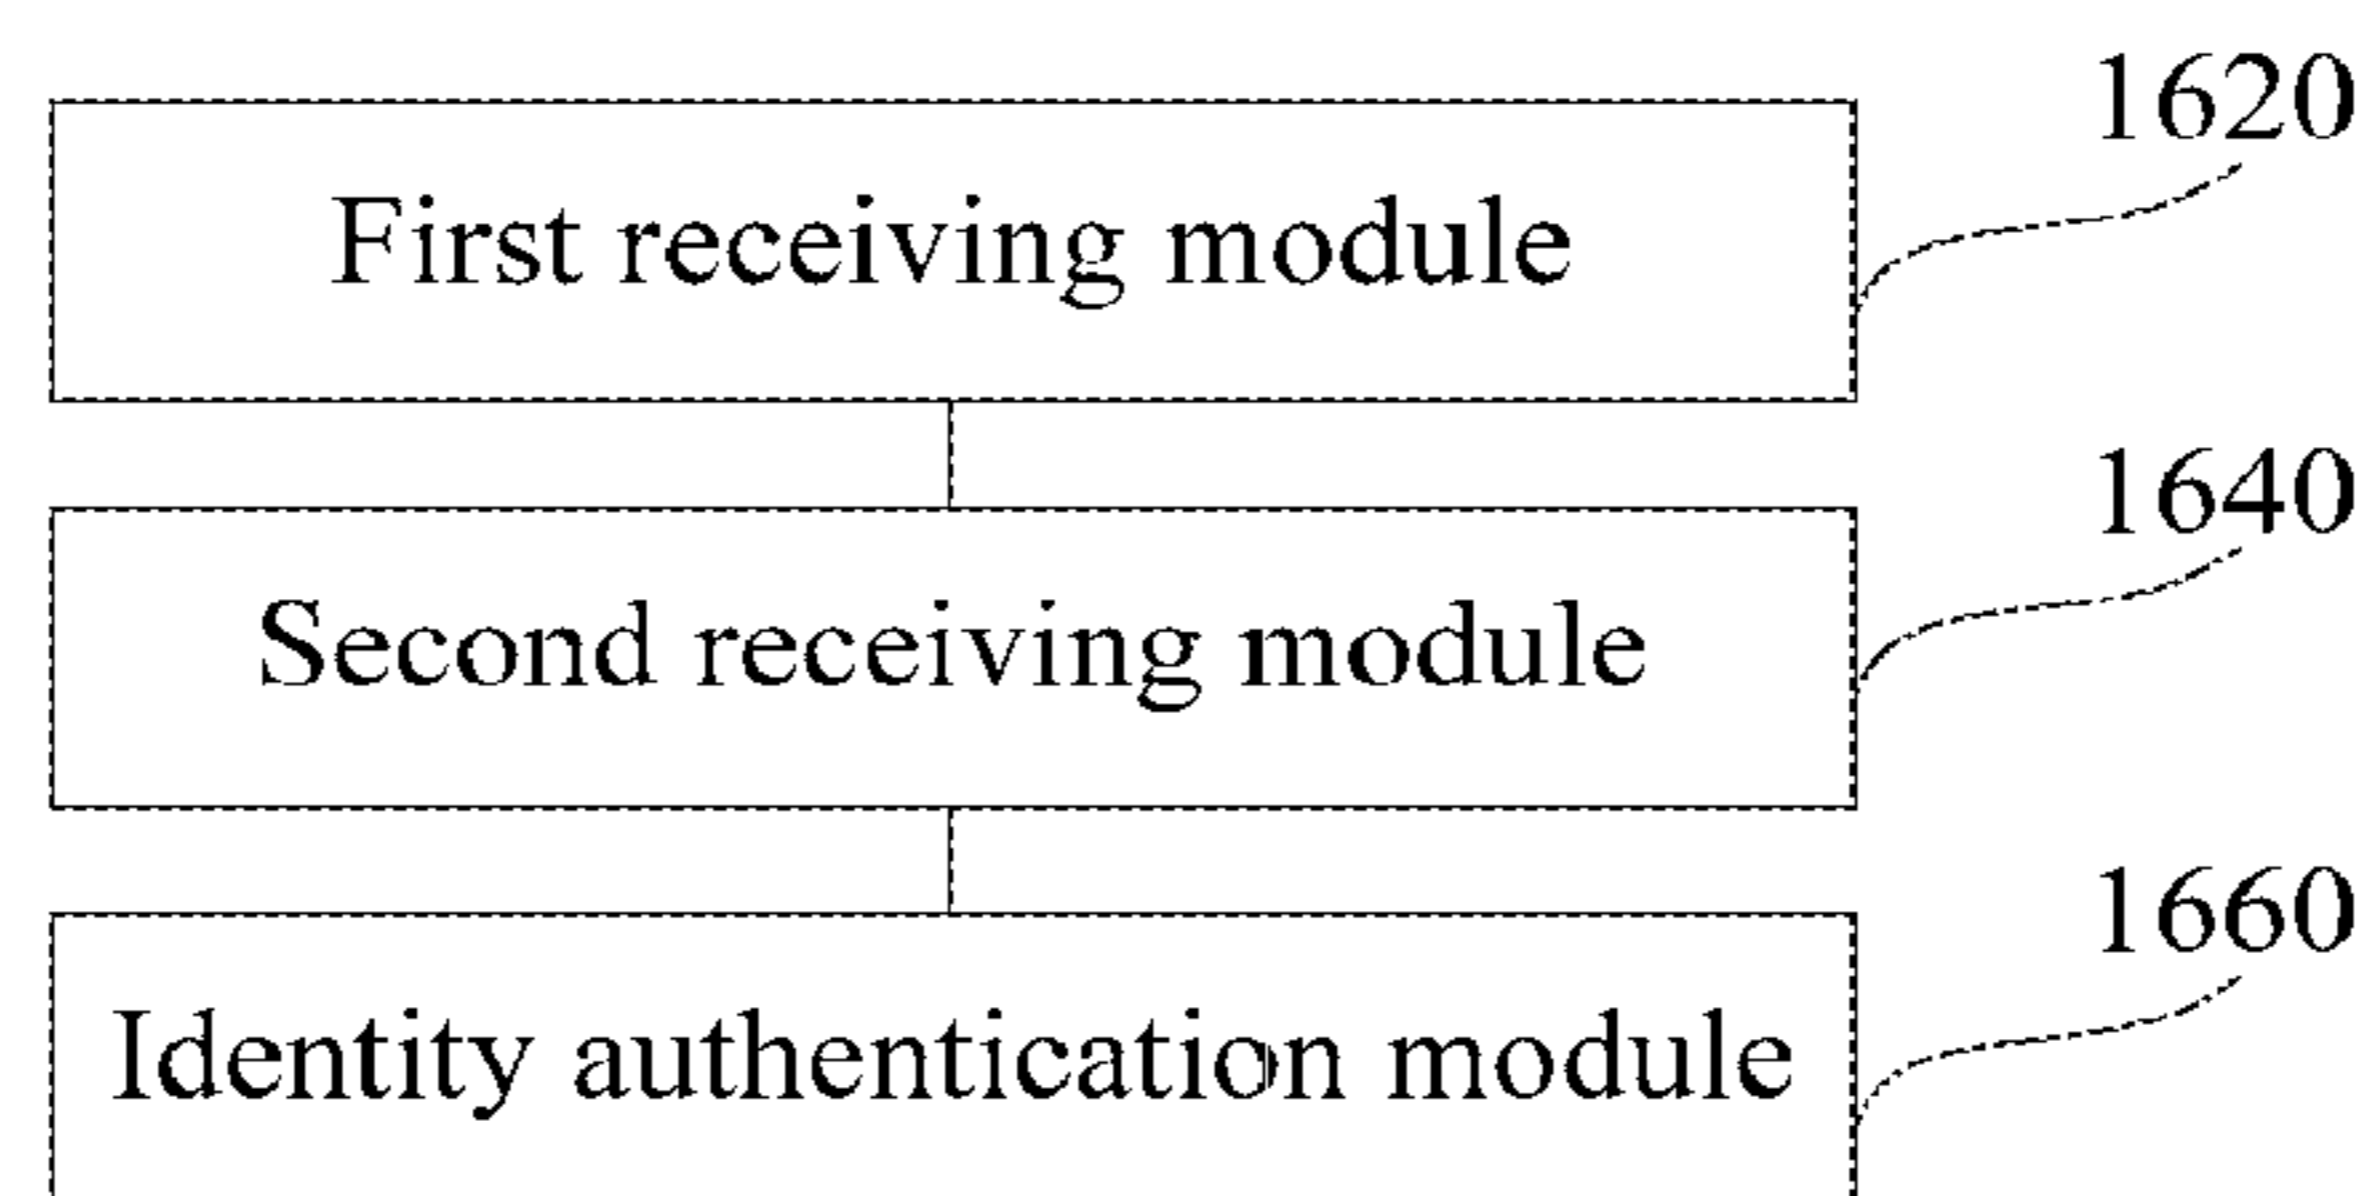 1620
First receiving module
1640
Second receiving module
1660
Identity authentication module